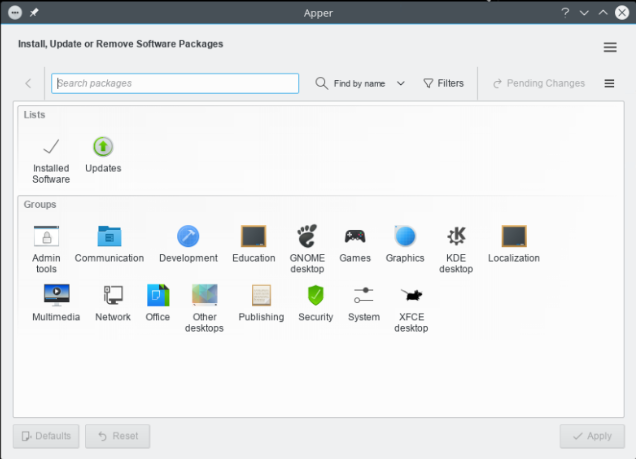 Apper
Install, Update or Remove Software Packages
Search packages Find by name Filters Pending Changes
Lists
Installed Software Updates
Groups
Admin tools Communication Development Education GNOME desktop Games Graphics KDE desktop Localization
Multimedia Network Office Other desktops Publishing Security System XFCE desktop
Defaults Reset Apply